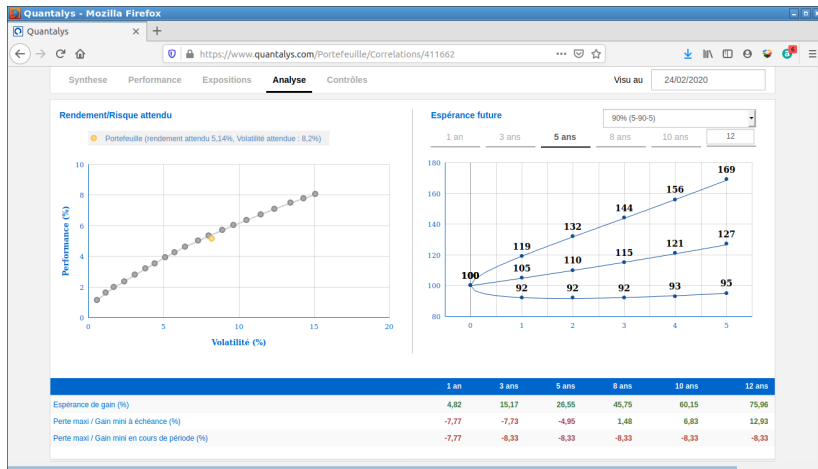 Quantalys - Mozilla Firefox
Quantalys
https://www.quantalys.com/Portefeuille/Correlations/411662
Synthese Performance Expositions Analyse Contrôles Visu au 24/02/2020
Rendement/Risque attendu
Portefeuille (rendement attendu 5,14%, Volatilité attendue : 8,2%)
10
8
6
4
2
0
Performance (%)
0 5 10 15 20
Volatilité (%)
Espérance future
90% (5-90-5)
1 an 3 ans 5 ans 8 ans 10 ans 12
180
160
140
120
100
80
169
156
144
132
119
127
121
115
110
105
100
92 92 92 93 95
0 1 2 3 4 5
1 an 3 ans 5 ans 8 ans 10 ans 12 ans
Espérance de gain (%) 4,82 15,17 26,55 45,75 60,15 75,96
Perte maxi / Gain mini à échéance (%) -7,77 -7,73 -4,95 1,48 6,83 12,93
Perte maxi / Gain mini en cours de période (%) -7,77 -8,33 -8,33 -8,33 -8,33 -8,33